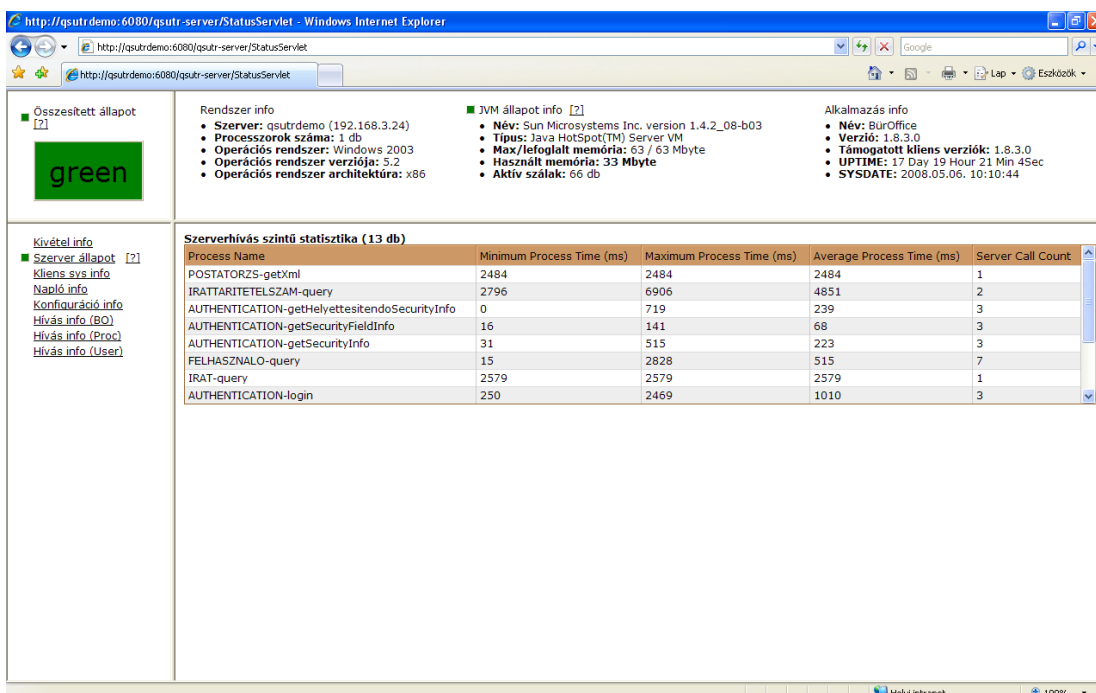 http://qsutrdemo:6080/qsutr-server/StatusServlet - Windows Internet Explorer
http://qsutrdemo:6080/qsutr-server/StatusServlet
Google
http://qsutrdemo:6080/qsutr-server/StatusServlet
Lap
Eszközök
Összesített állapot
[?]
green
Rendszer info
• Szerver: qsutrdemo (192.168.3.24)
• Processzorok száma: 1 db
• Operációs rendszer: Windows 2003
• Operációs rendszer verziója: 5.2
• Operációs rendszer architektúra: x86
JVM állapot info [?]
• Név: Sun Microsystems Inc. version 1.4.2_08-b03
• Típus: Java HotSpot(TM) Server VM
• Max/lefoglalt memória: 63 / 63 Mbyte
• Használt memória: 33 Mbyte
• Aktív szálak: 66 db
Alkalmazás info
• Név: BürOffice
• Verzió: 1.8.3.0
• Támogatott kliens verziók: 1.8.3.0
• UPTIME: 17 Day 19 Hour 21 Min 4Sec
• SYSDATE: 2008.05.06. 10:10:44
Kivétel info
Szerver állapot [?]
Kliens sys info
Napló info
Konfiguráció info
Hívás info (BO)
Hívás info (Proc)
Hívás info (User)
Szerverhívás szintű statisztika (13 db)
Process Name Minimum Process Time (ms) Maximum Process Time (ms) Average Process Time (ms) Server Call Count
POSTATORZS-getXml 2484 2484 2484 1
IRATTARITETELSZAM-query 2796 6906 4851 2
AUTHENTICATION-getHelyettesitendoSecurityInfo 0 719 239 3
AUTHENTICATION-getSecurityFieldInfo 16 141 68 3
AUTHENTICATION-getSecurityInfo 31 515 223 3
FELHASZNALO-query 15 2828 515 7
IRAT-query 2579 2579 2579 1
AUTHENTICATION-login 250 2469 1010 3
Helyi intranet 100%